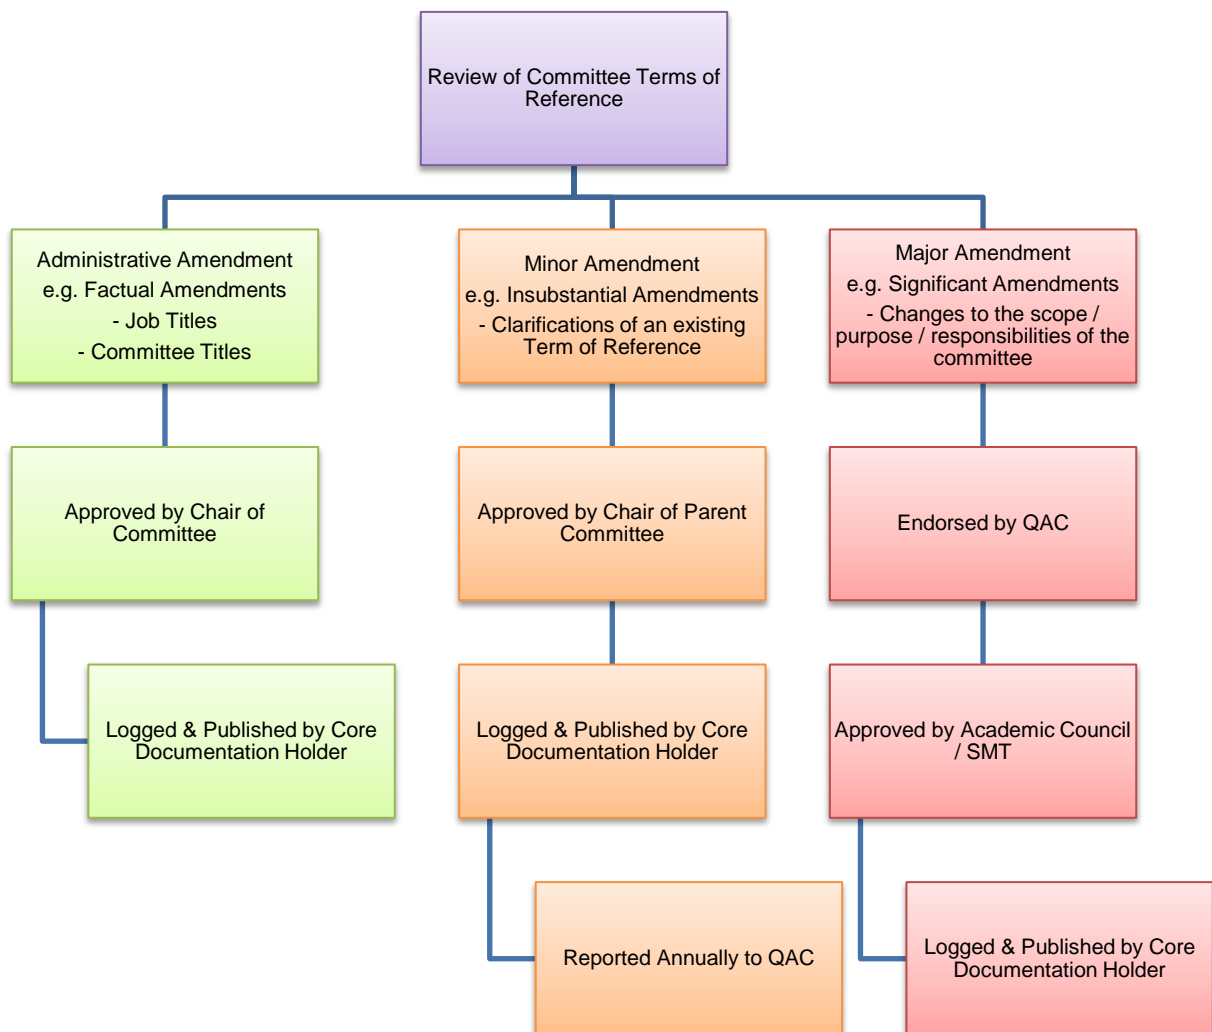 Review of Committee Terms of
Reference
Administrative Amendment
e.g. Factual Amendments
- Job Titles
- Committee Titles
Minor Amendment
e.g. Insubstantial Amendments
- Clarifications of an existing
Term of Reference
Major Amendment
e.g. Significant Amendments
- Changes to the scope /
purpose / responsibilities of the
committee
Approved by Chair of
Committee
Approved by Chair of Parent
Committee
Endorsed by QAC
Logged & Published by Core
Documentation Holder
Logged & Published by Core
Documentation Holder
Approved by Academic Council
/ SMT
Reported Annually to QAC
Logged & Published by Core
Documentation Holder